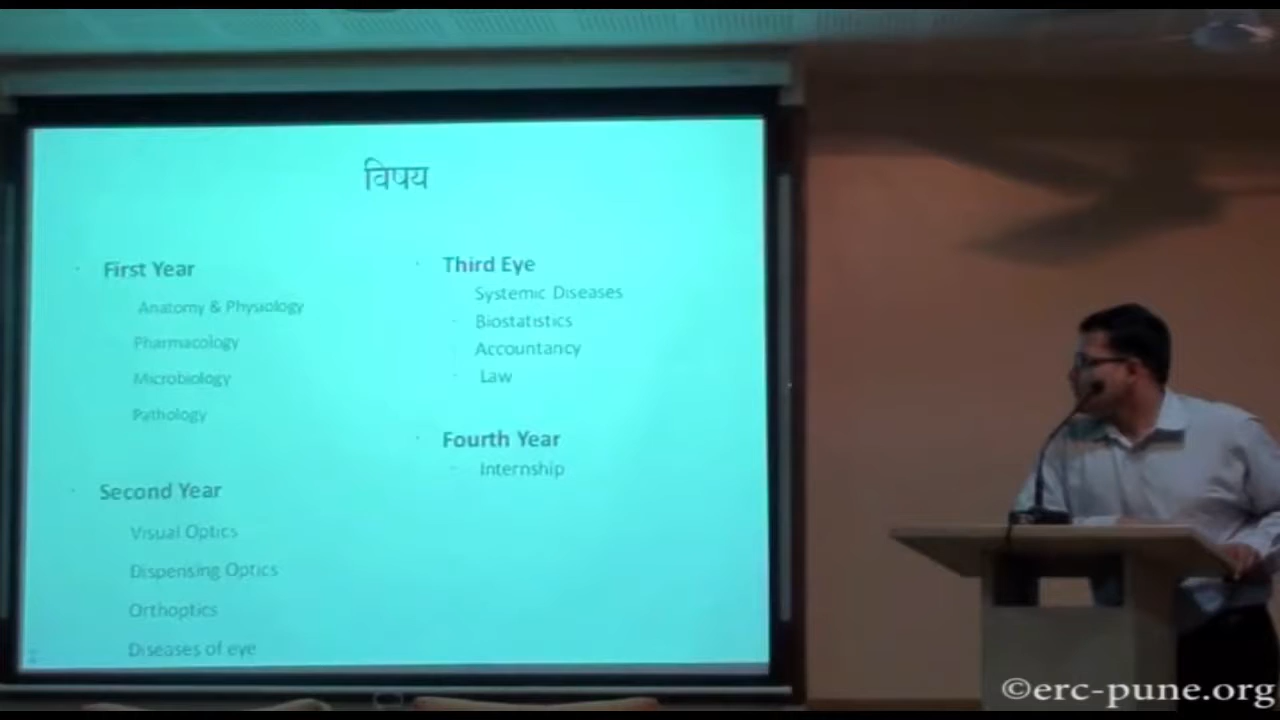 विषय
First Year
Anatomy & Physiology
Pharmacology
Microbiology
Pathology
Second Year
Visual Optics
Dispensing Optics
Orthoptics
Diseases of eye
Third Eye
Systemic Diseases
Biostatistics
Accountancy
Law
Fourth Year
Internship
©erc-pune.org